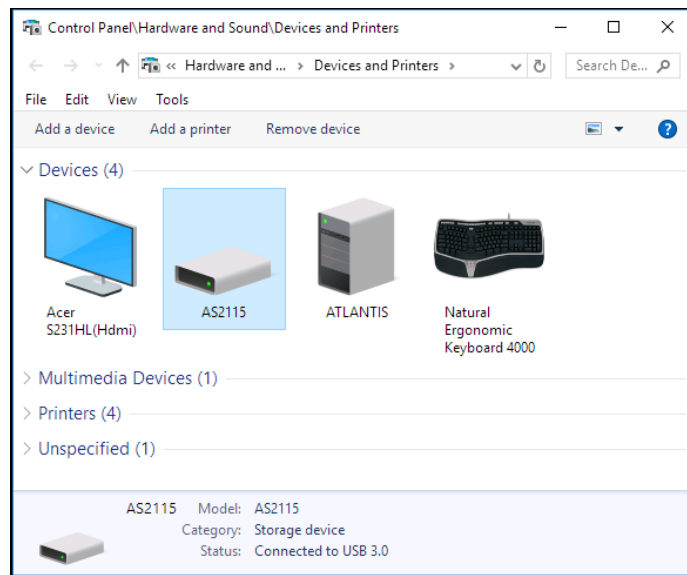 Control Panel\Hardware and Sound\Devices and Printers
« Hardware and ... > Devices and Printers > Search De...
File Edit View Tools
Add a device Add a printer Remove device ?
Devices (4)
Acer
S231HL(Hdmi)
AS2115
ATLANTIS
Natural
Ergonomic
Keyboard 4000
Multimedia Devices (1)
Printers (4)
Unspecified (1)
AS2115 Model: AS2115
Category: Storage device
Status: Connected to USB 3.0